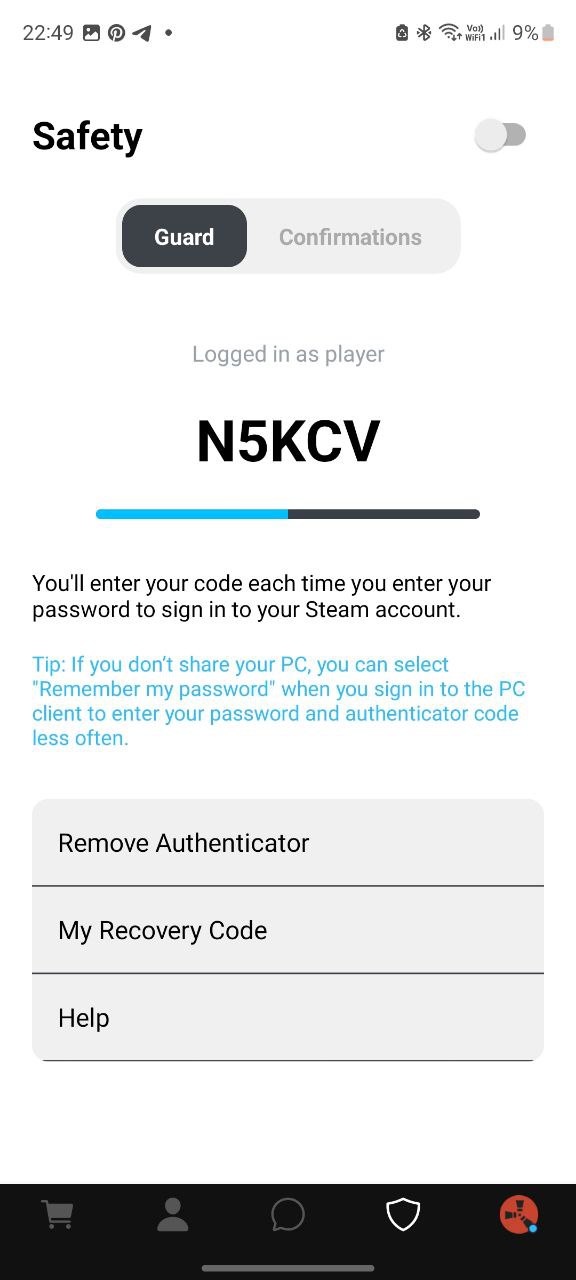 22:49
Vo)) WiFi1
9%
Safety
Guard
Confirmations
Logged in as player
N5KCV
You'll enter your code each time you enter your
password to sign in to your Steam account.
Tip: If you don't share your PC, you can select
"Remember my password" when you sign in to the PC
client to enter your password and authenticator code
less often.
Remove Authenticator
My Recovery Code
Help